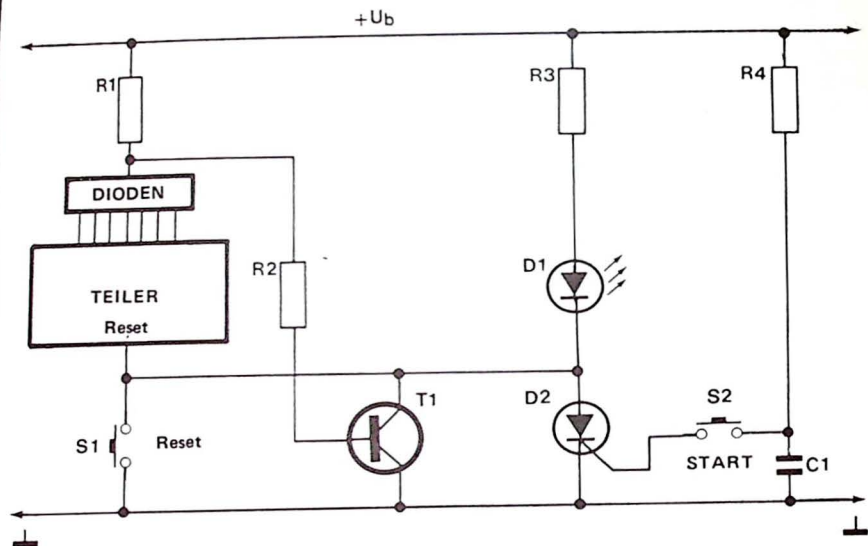 +Ub
R1
R3
R4
DIODEN
R2
D1
TEILER
Reset
T1
D2
S2
S1
Reset
START
C1